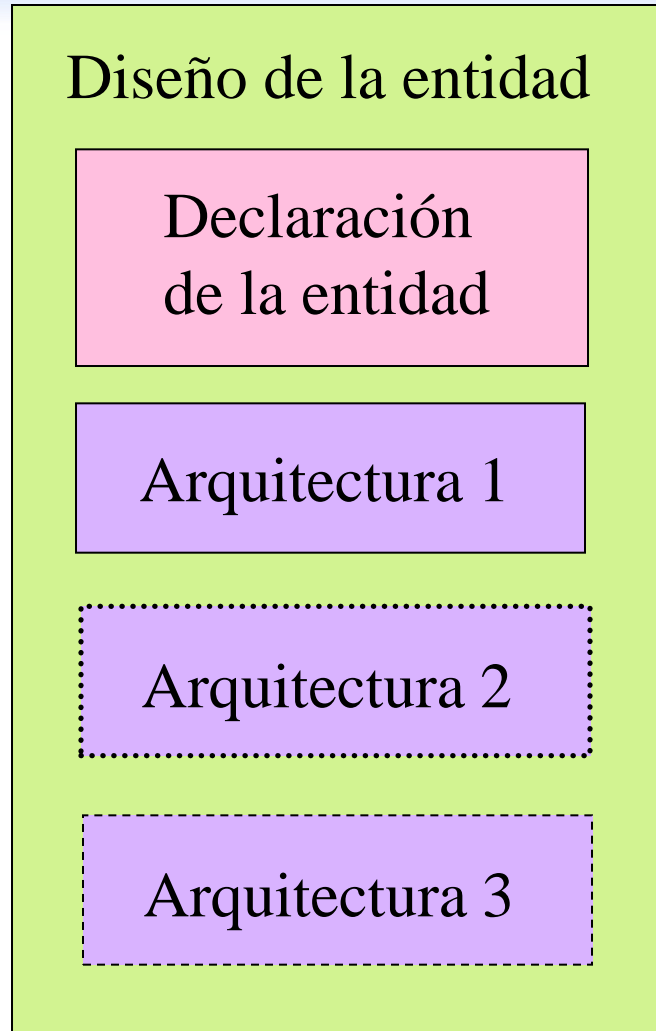 Diseño de la entidad
Declaración
de la entidad
Arquitectura 1
Arquitectura 2
Arquitectura 3